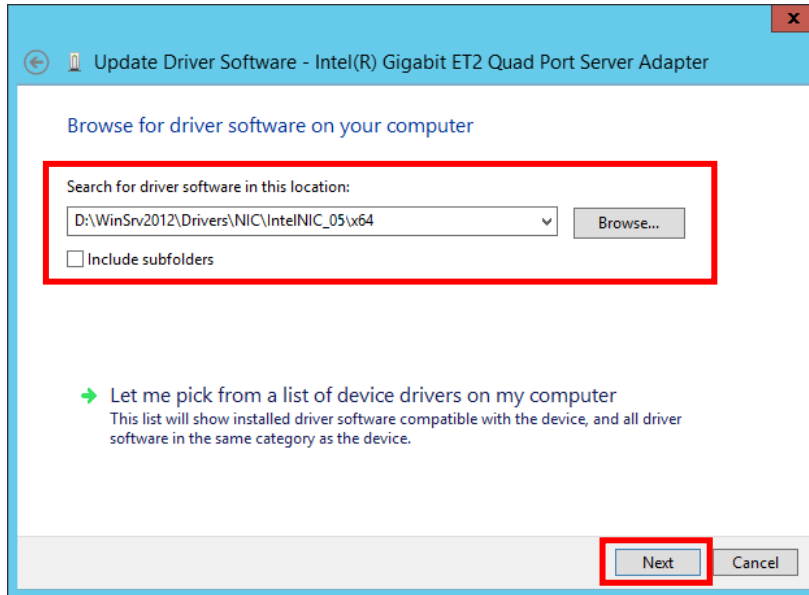 x
Update Driver Software - Intel(R) Gigabit ET2 Quad Port Server Adapter
Browse for driver software on your computer
Search for driver software in this location:
D:\WinSrv2012\Drivers\NIC\IntelNIC_05\x64
Browse...
Include subfolders
Let me pick from a list of device drivers on my computer
This list will show installed driver software compatible with the device, and all driver
software in the same category as the device.
Next
Cancel